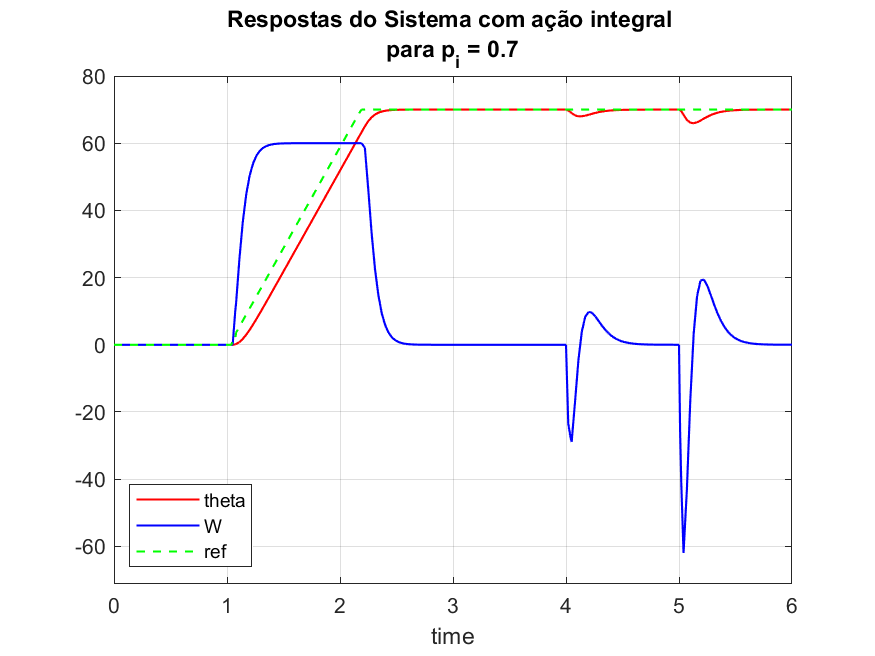 Respostas do Sistema com ação integral
para p_i = 0.7
80
60
40
20
0
-20
-40
-60
theta
W
ref
0 1 2 3 4 5 6
time